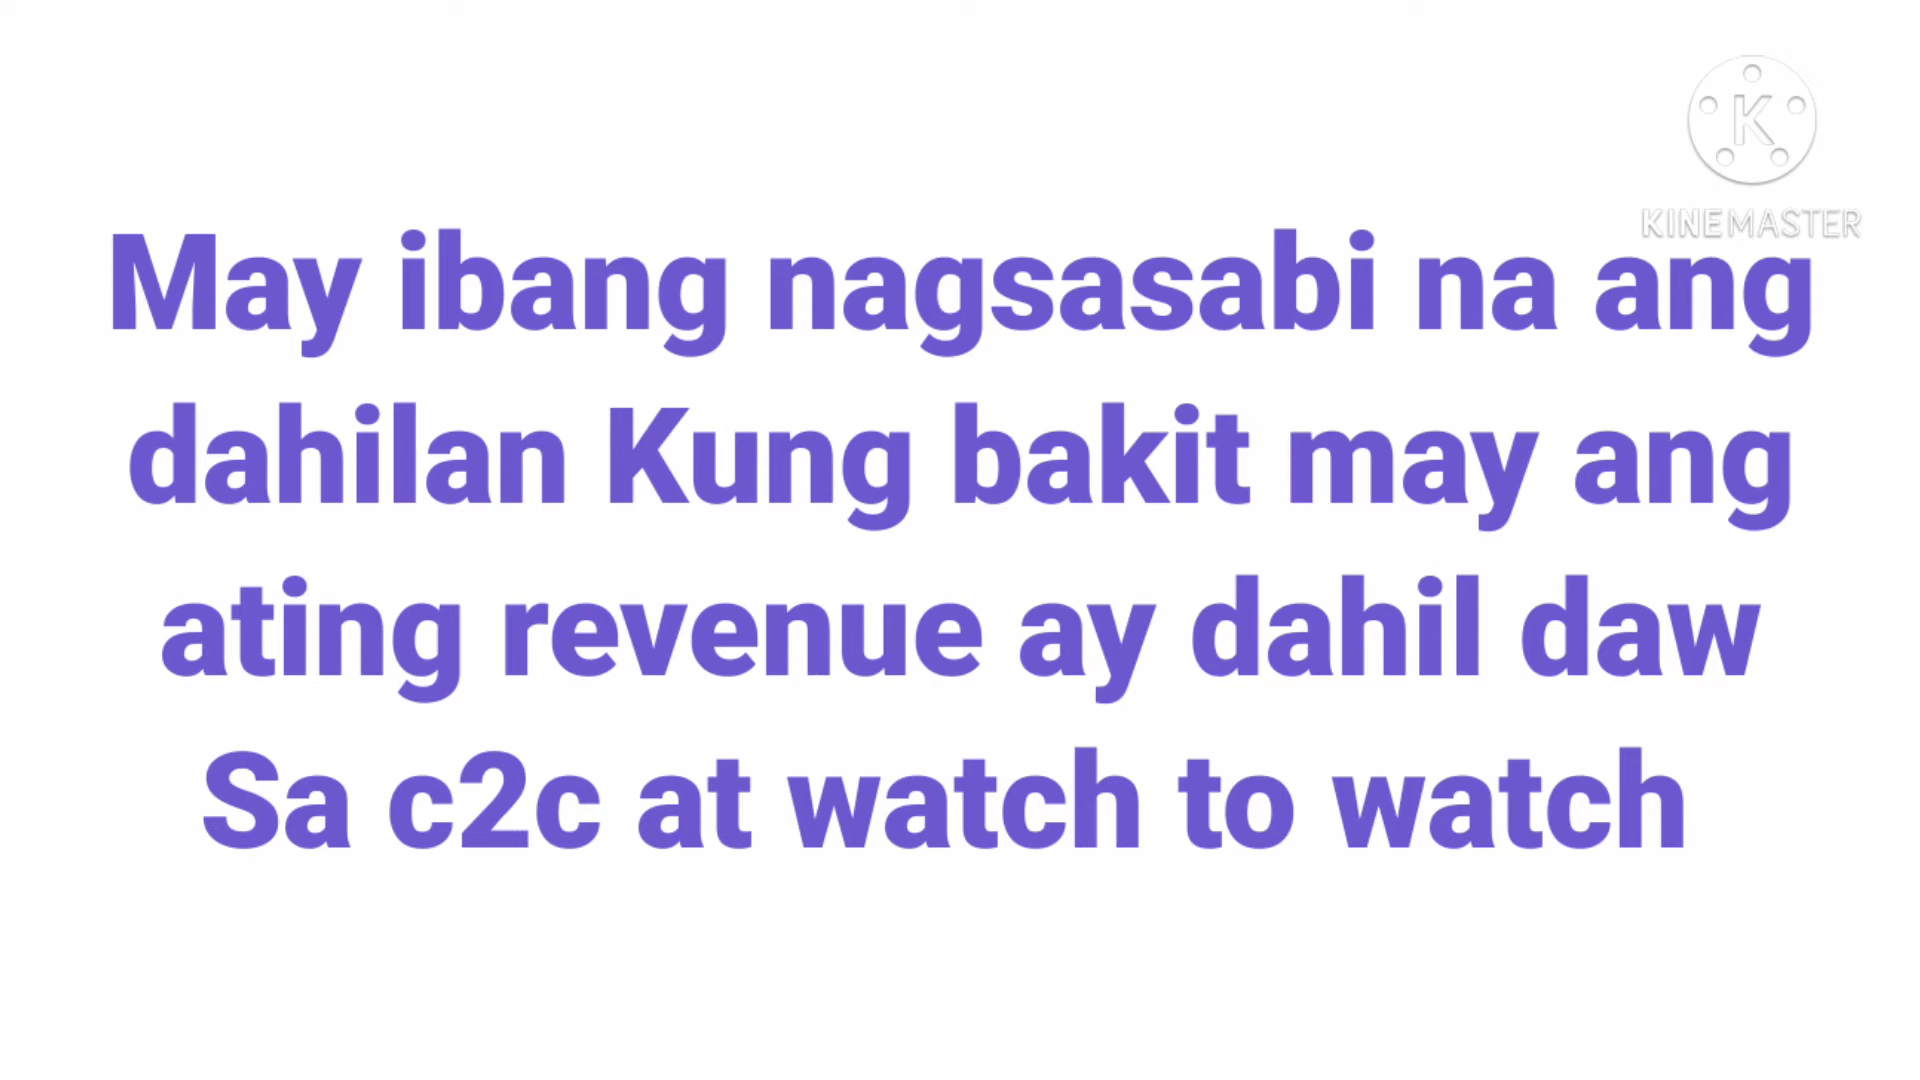 KINEMASTER
May ibang nagsasabi na ang
dahilan Kung bakit may ang
ating revenue ay dahil daw
Sa c2c at watch to watch